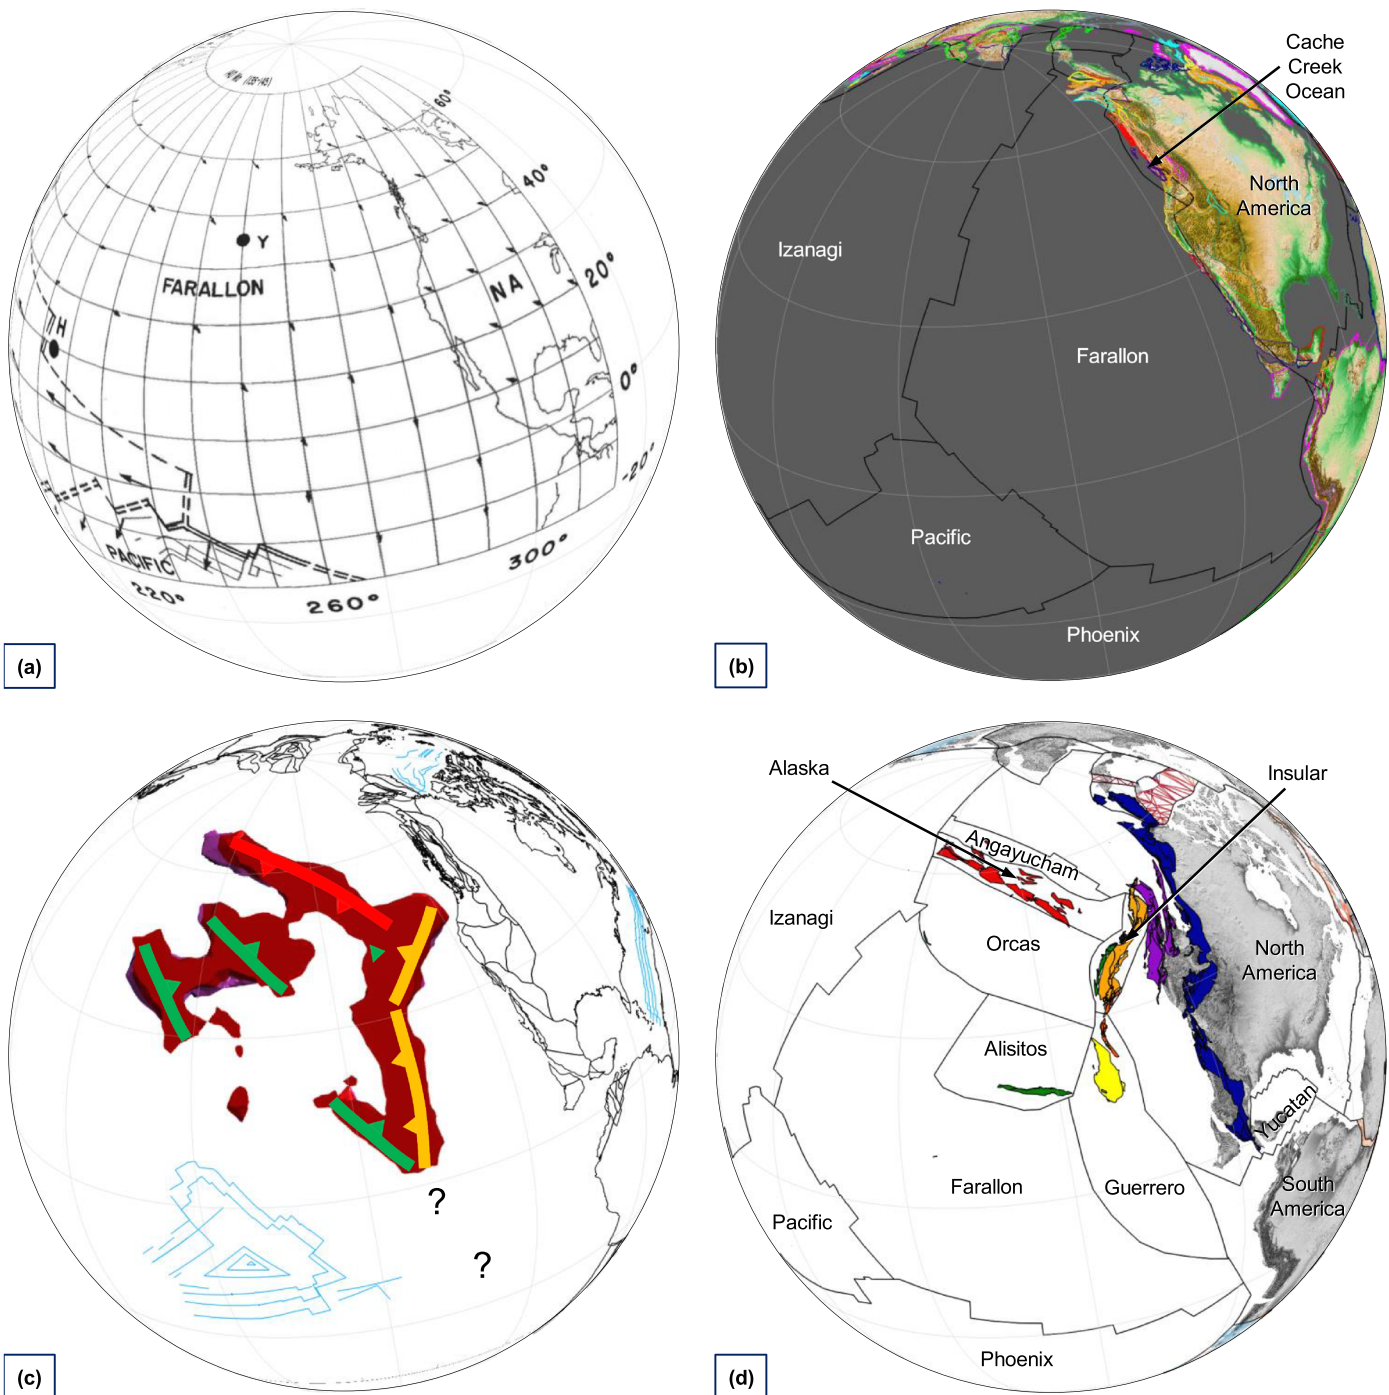 60°
40°
Y
FARALLON
NA
20°
H
0°
-20°
PACIFIC
300°
220°
260°
(a)
Cache
Creek
Ocean
North
America
Izanagi
Farallon
Pacific
Phoenix
(b)
?
?
(c)
Alaska
Insular
Angayucham
Izanagi
Orcas
North
America
Alisitos
Yucatan
Farallon
Guerrero
South
America
Pacific
Phoenix
(d)